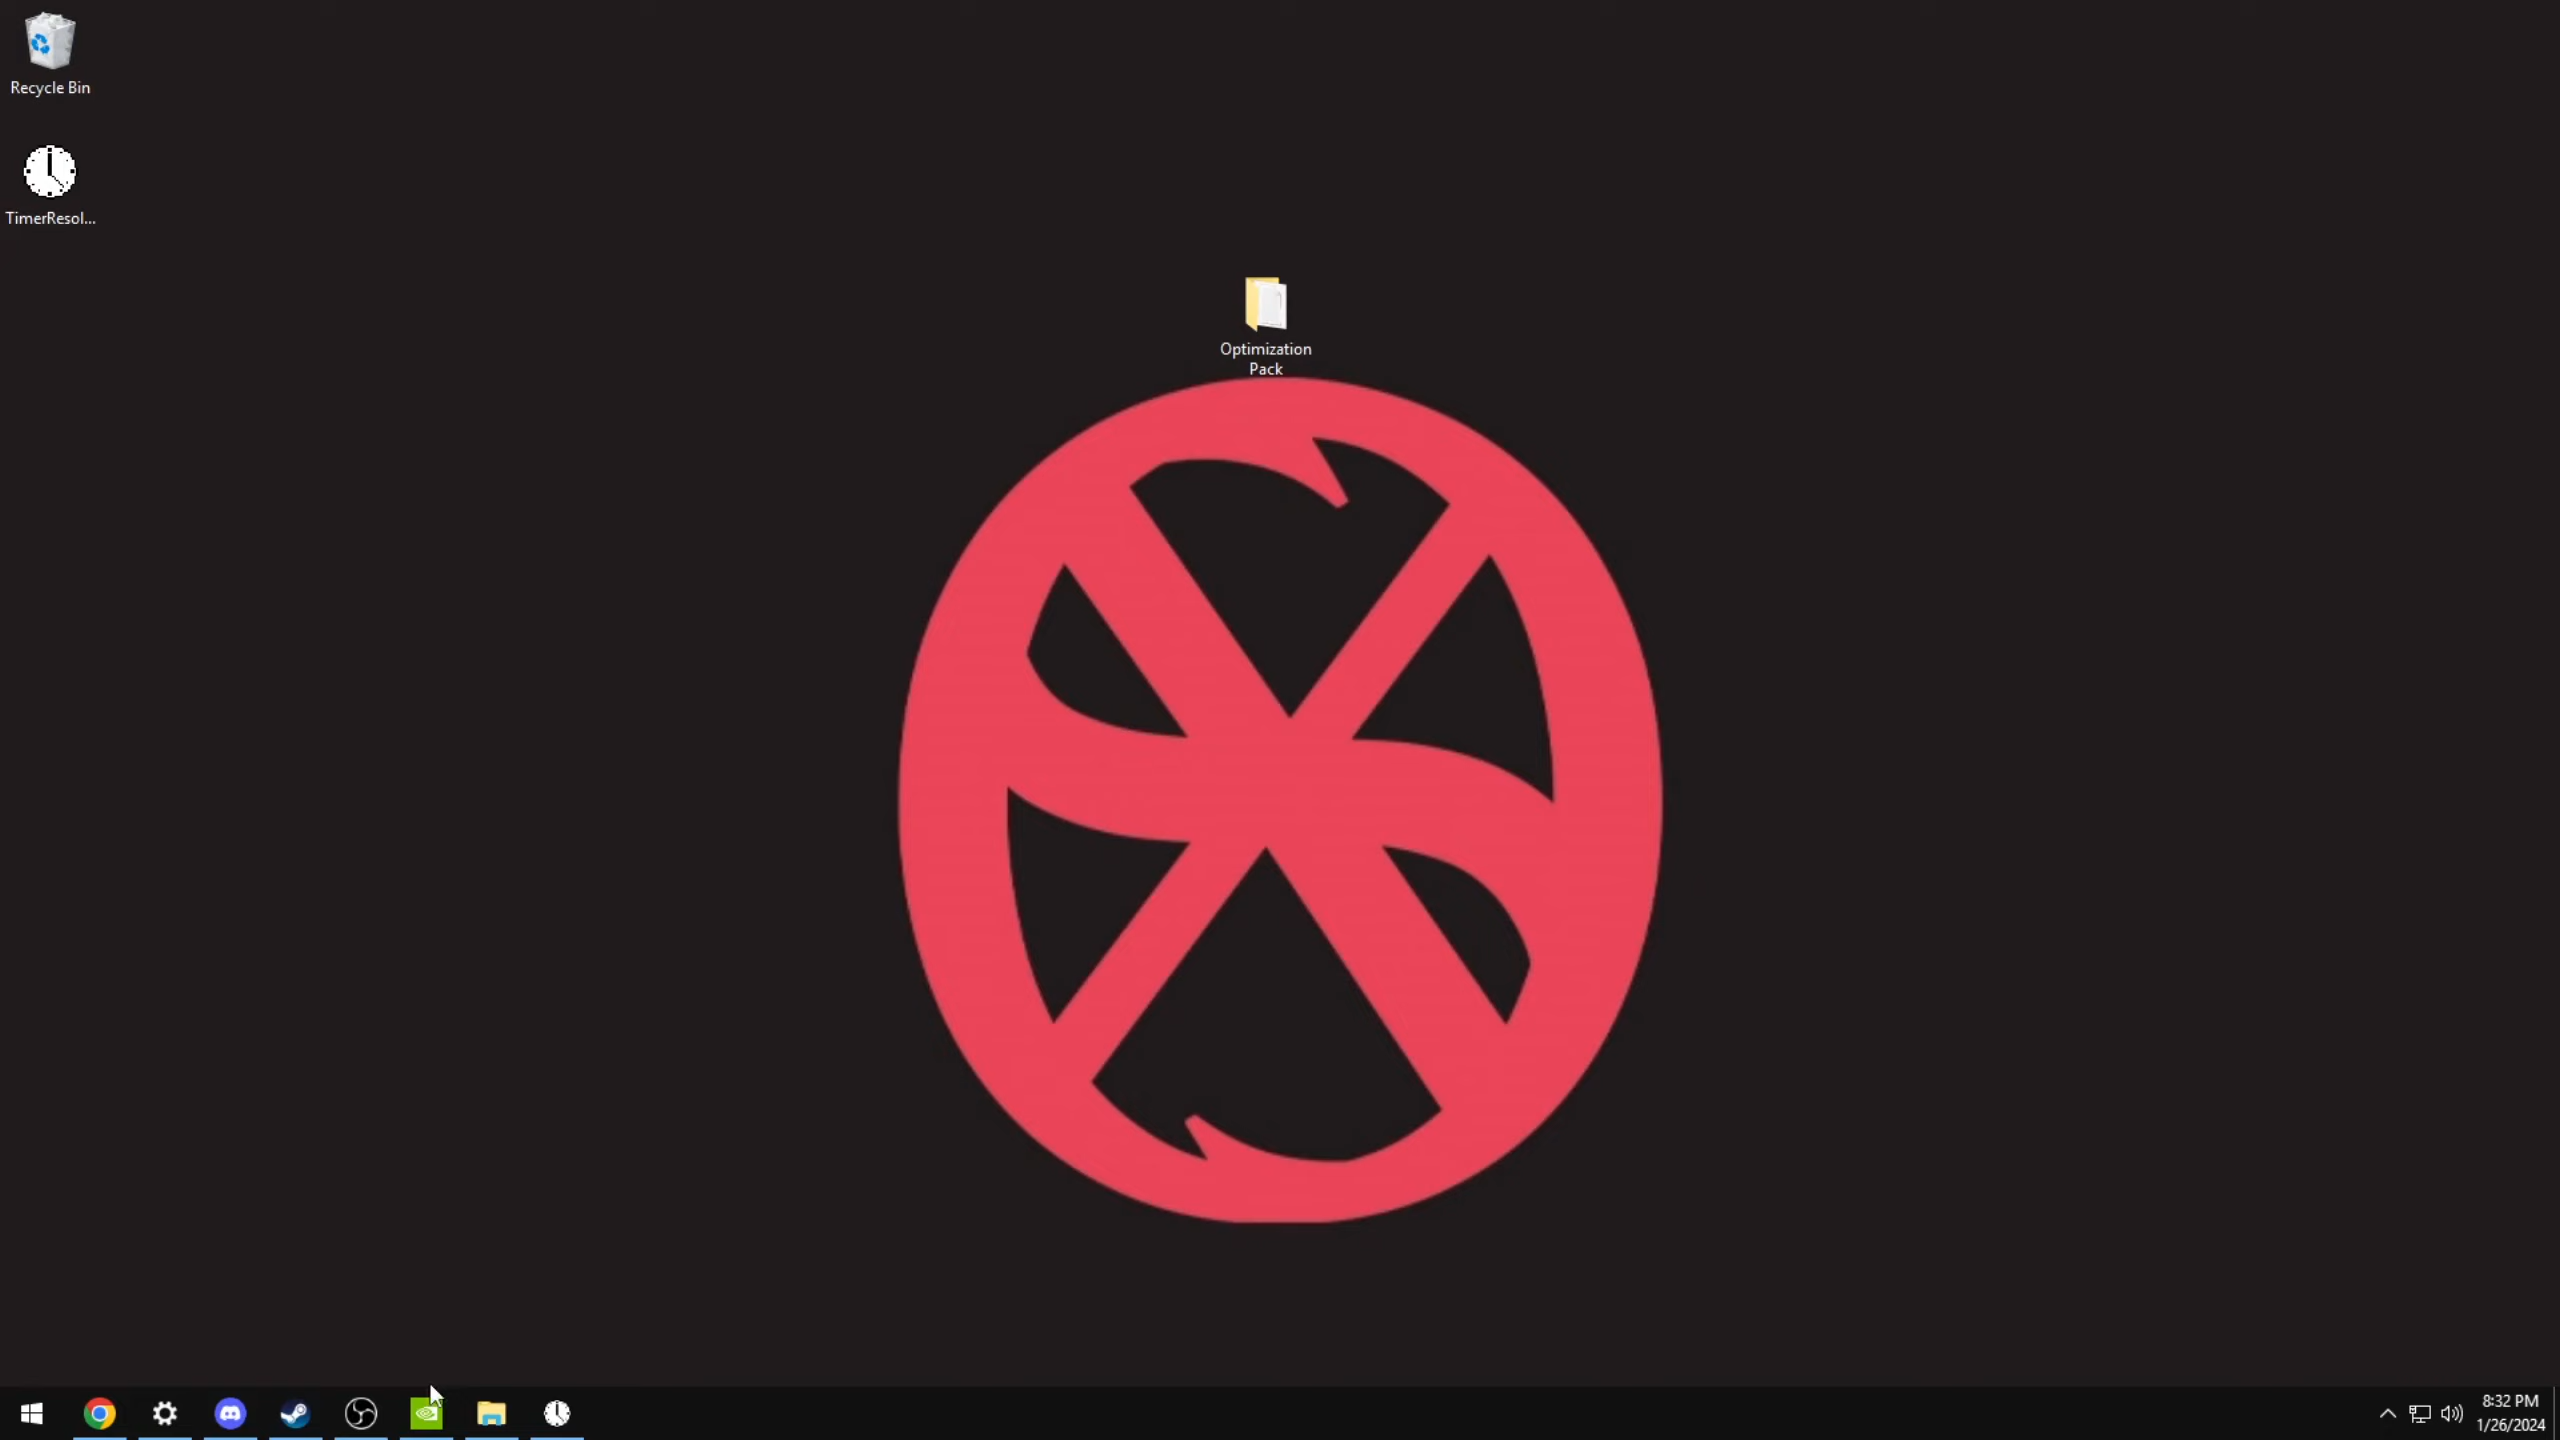 Recycle Bin
TimerResol...
Optimization
Pack
8:32 PM
1/26/2024